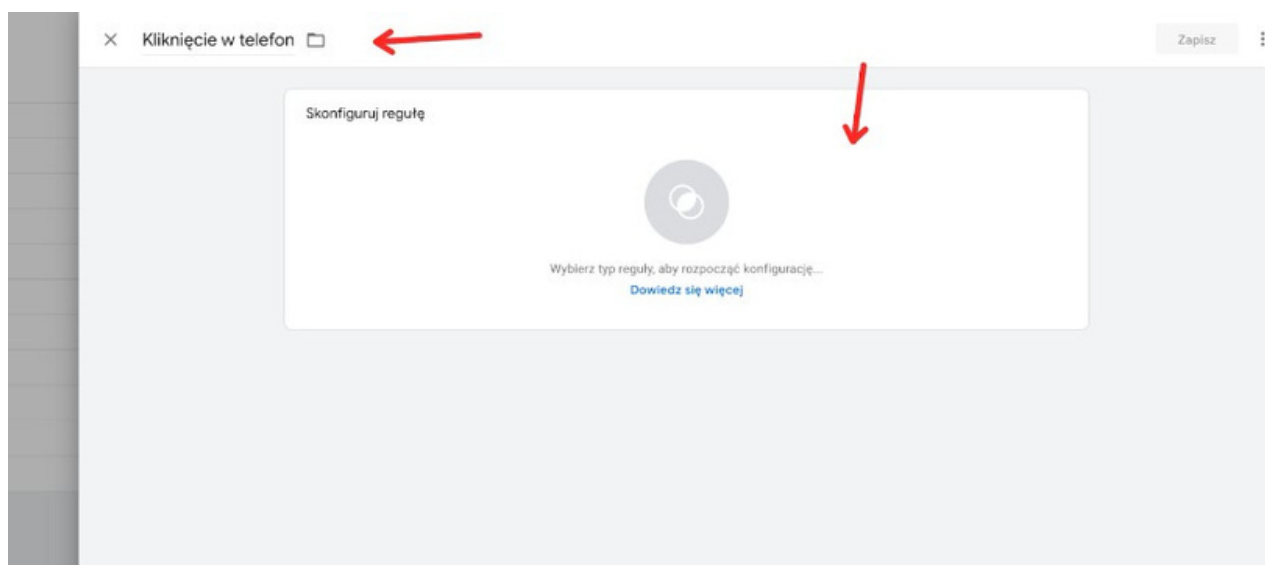 Kliknięcie w telefon
Zapisz
Skonfiguruj regułę
Wybierz typ reguły, aby rozpocząć konfigurację...
Dowiedz się więcej